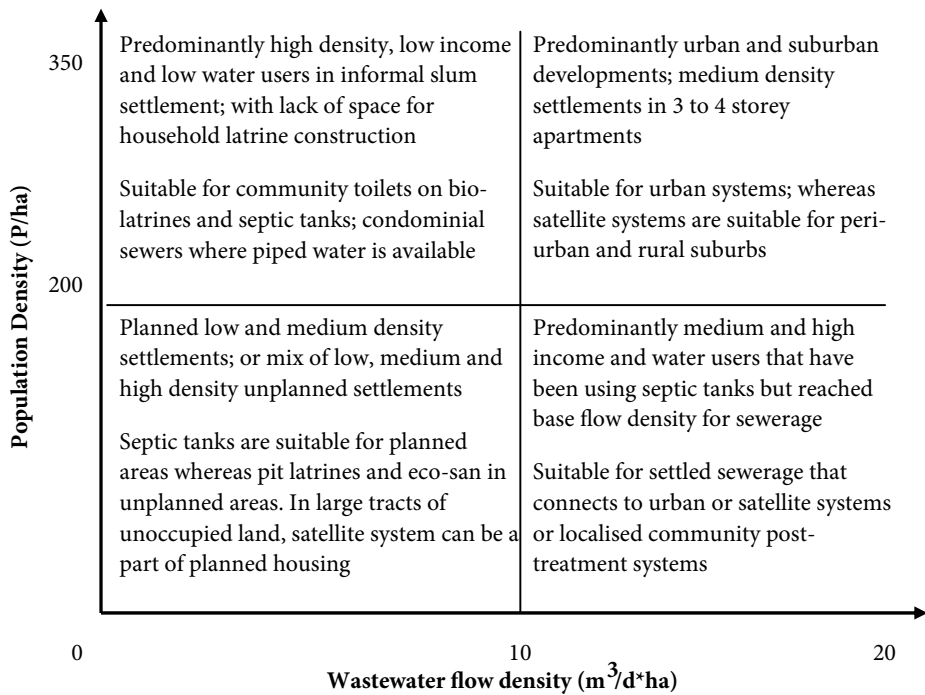 350
Predominantly high density, low income
and low water users in informal slum
settlement; with lack of space for
household latrine construction
Suitable for community toilets on bio-
latrines and septic tanks; condominial
sewers where piped water is available
Predominantly urban and suburban
developments; medium density
settlements in 3 to 4 storey
apartments
Suitable for urban systems; whereas
satellite systems are suitable for peri-
urban and rural suburbs
Population Density (P/ha)
200
Planned low and medium density
settlements; or mix of low, medium and
high density unplanned settlements
Septic tanks are suitable for planned
areas whereas pit latrines and eco-san in
unplanned areas. In large tracts of
unoccupied land, satellite system can be a
part of planned housing
Predominantly medium and high
income and water users that have
been using septic tanks but reached
base flow density for sewerage
Suitable for settled sewerage that
connects to urban or satellite systems
or localised community post-
treatment systems
0
10
20
Wastewater flow density (m³/d*ha)